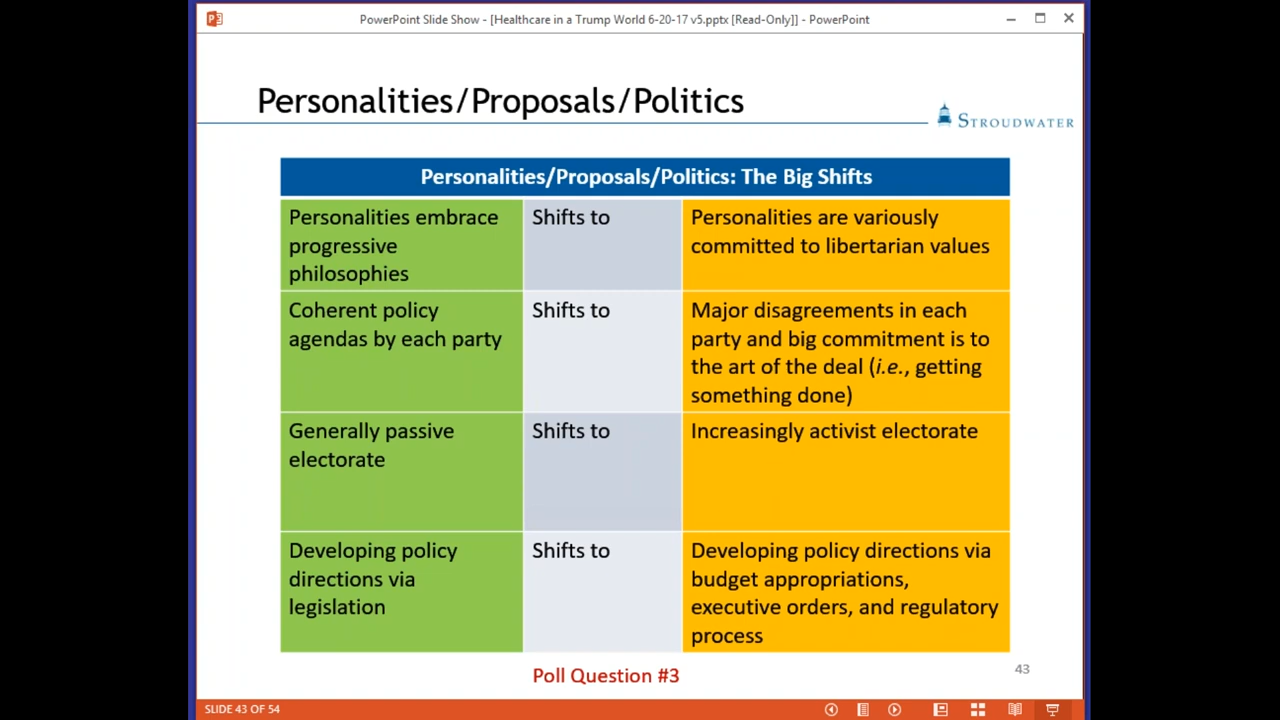 PowerPoint Slide Show - [Healthcare in a Trump World 6-20-17 v5.pptx [Read-Only]] - PowerPoint
Personalities/Proposals/Politics
STROUDWATER
Personalities/Proposals/Politics: The Big Shifts
Personalities embrace
progressive
philosophies
Shifts to
Personalities are variously
committed to libertarian values
Coherent policy
agendas by each party
Shifts to
Major disagreements in each
party and big commitment is to
the art of the deal (i.e., getting
something done)
Generally passive
electorate
Shifts to
Increasingly activist electorate
Developing policy
directions via
legislation
Shifts to
Developing policy directions via
budget appropriations,
executive orders, and regulatory
process
Poll Question #3
43
SLIDE 43 OF 54